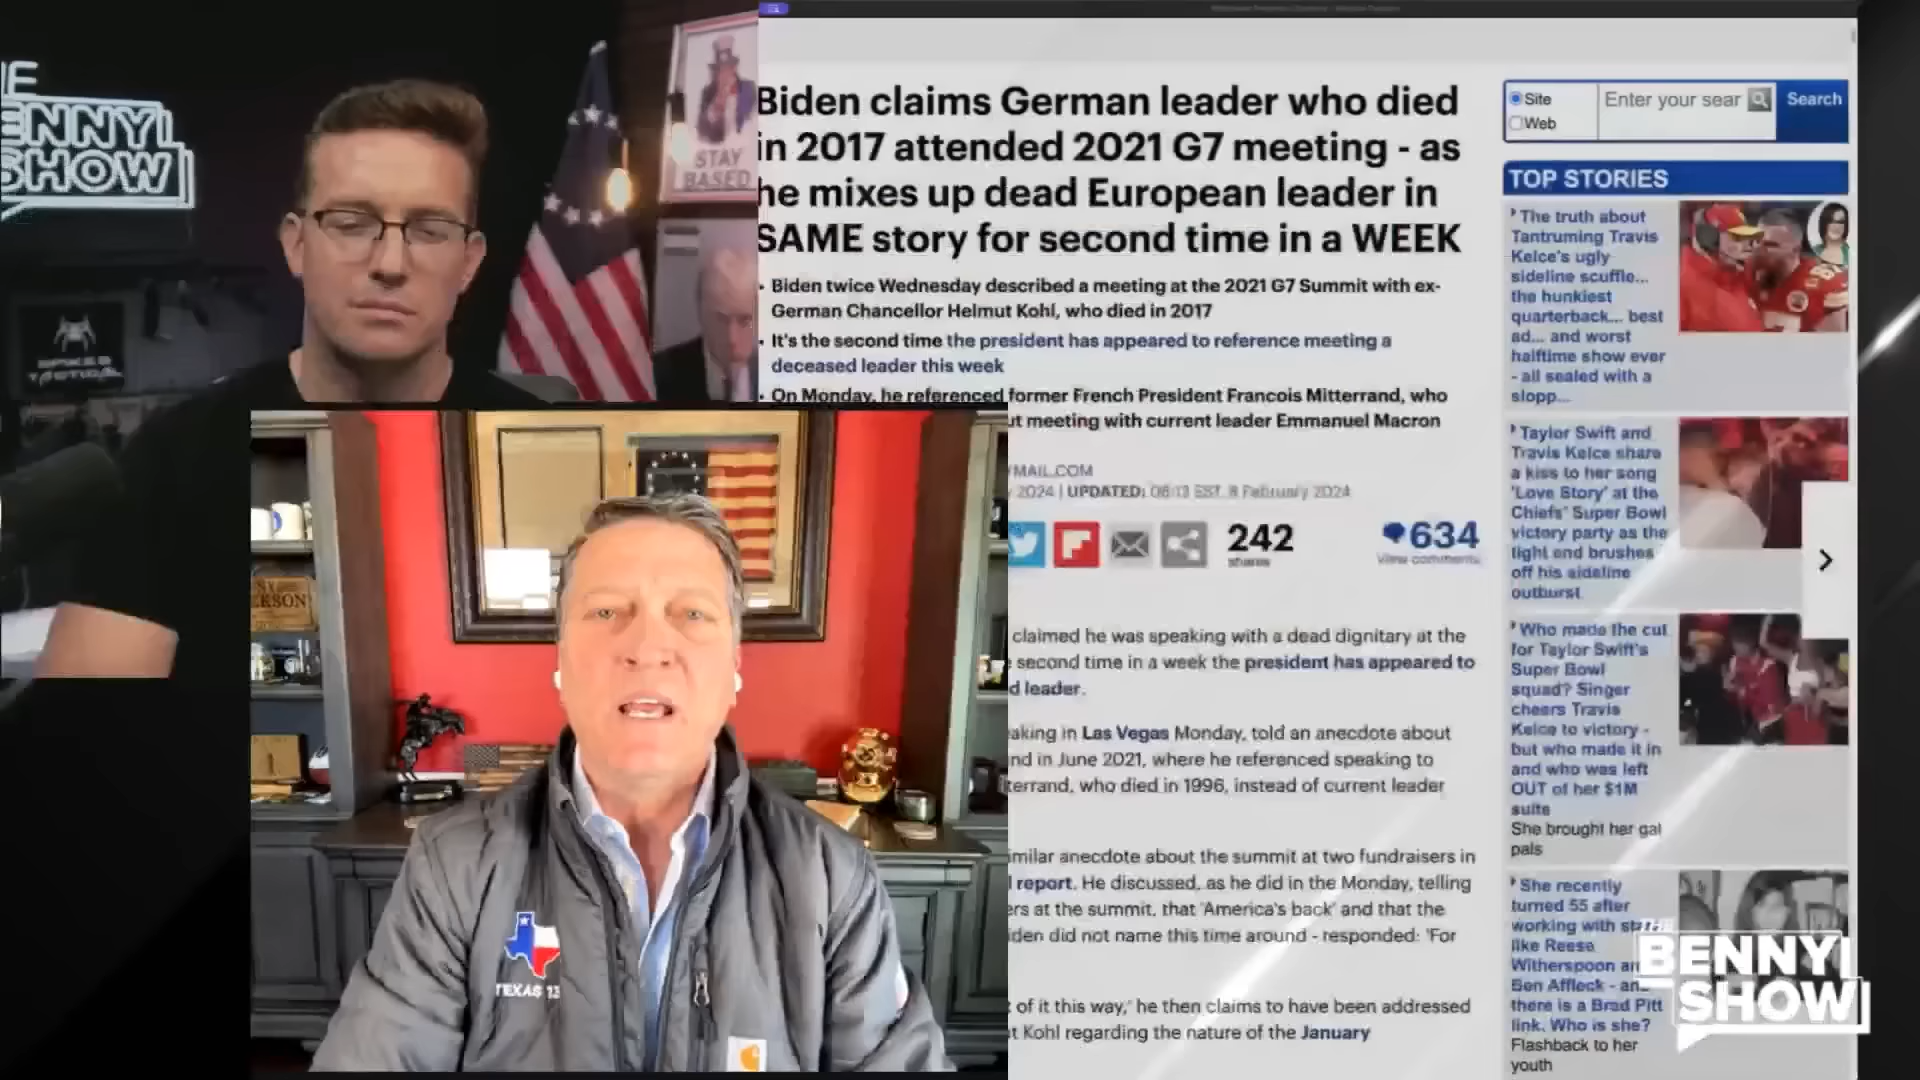 SHOW
STAY
BASED
SPIKE'S
TACTICAL
TEXAS 13
Biden claims German leader who died
in 2017 attended 2021 G7 meeting - as
he mixes up dead European leader in
SAME story for second time in a WEEK
Biden twice Wednesday described a meeting at the 2021 G7 Summit with ex-
German Chancellor Helmut Kohl, who died in 2017
It's the second time the president has appeared to reference meeting a
deceased leader this week
On Monday, he referenced former French President Francois Mitterrand, who
meeting with current leader Emmanuel Macron
MAIL.COM
2024 | UPDATED: 06:13 EST, 8 February 2024
242
shares
634
View comments
claimed he was speaking with a dead dignitary at the
second time in a week the president has appeared to
leader.
in Las Vegas Monday, told an anecdote about
in June 2021, where he referenced speaking to
who died in 1996, instead of current leader
anecdote about the summit at two fundraisers in
report. He discussed, as he did in the Monday, telling
at the summit, that 'America's back' and that the
did not name this time around - responded: 'For
of it this way,' he then claims to have been addressed
Kohl regarding the nature of the January
Site
Web
Enter your sear
Search
TOP STORIES
The truth about
Tantruming Travis
Kelce's ugly
sideline scuffle...
the hunkiest
quarterback... best
ad... and worst
halftime show ever
- all sealed with a
slopp...
Taylor Swift and
Travis Kelce share
a kiss to her song
'Love Story' at the
Chiefs' Super Bowl
victory party as the
tight end brushes
off his sideline
outburst
Who made the cut
for Taylor Swift's
Super Bowl
squad? Singer
cheers Travis
Kelce to victory -
but who made it in
and who was left
OUT of her $1M
suite
She brought her gal
pals
She recently
turned 55 after
working with
like Reese
Witherspoon
Ben Affleck - and
there is a Brad Pitt
link. Who is she?
Flashback to her
youth
THE
BENNY
SHOW